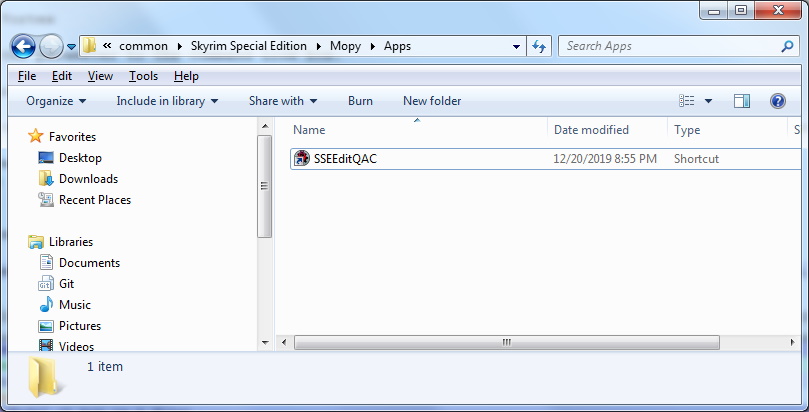 « common ▸ Skyrim Special Edition ▸ Mopy ▸ Apps Search Apps
File Edit View Tools Help
Organize Include in library Share with Burn New folder
Name Date modified Type S
SSEEditQAC 12/20/2019 8:55 PM Shortcut
Favorites
Desktop
Downloads
Recent Places
Libraries
Documents
Git
Music
Pictures
Videos
1 item